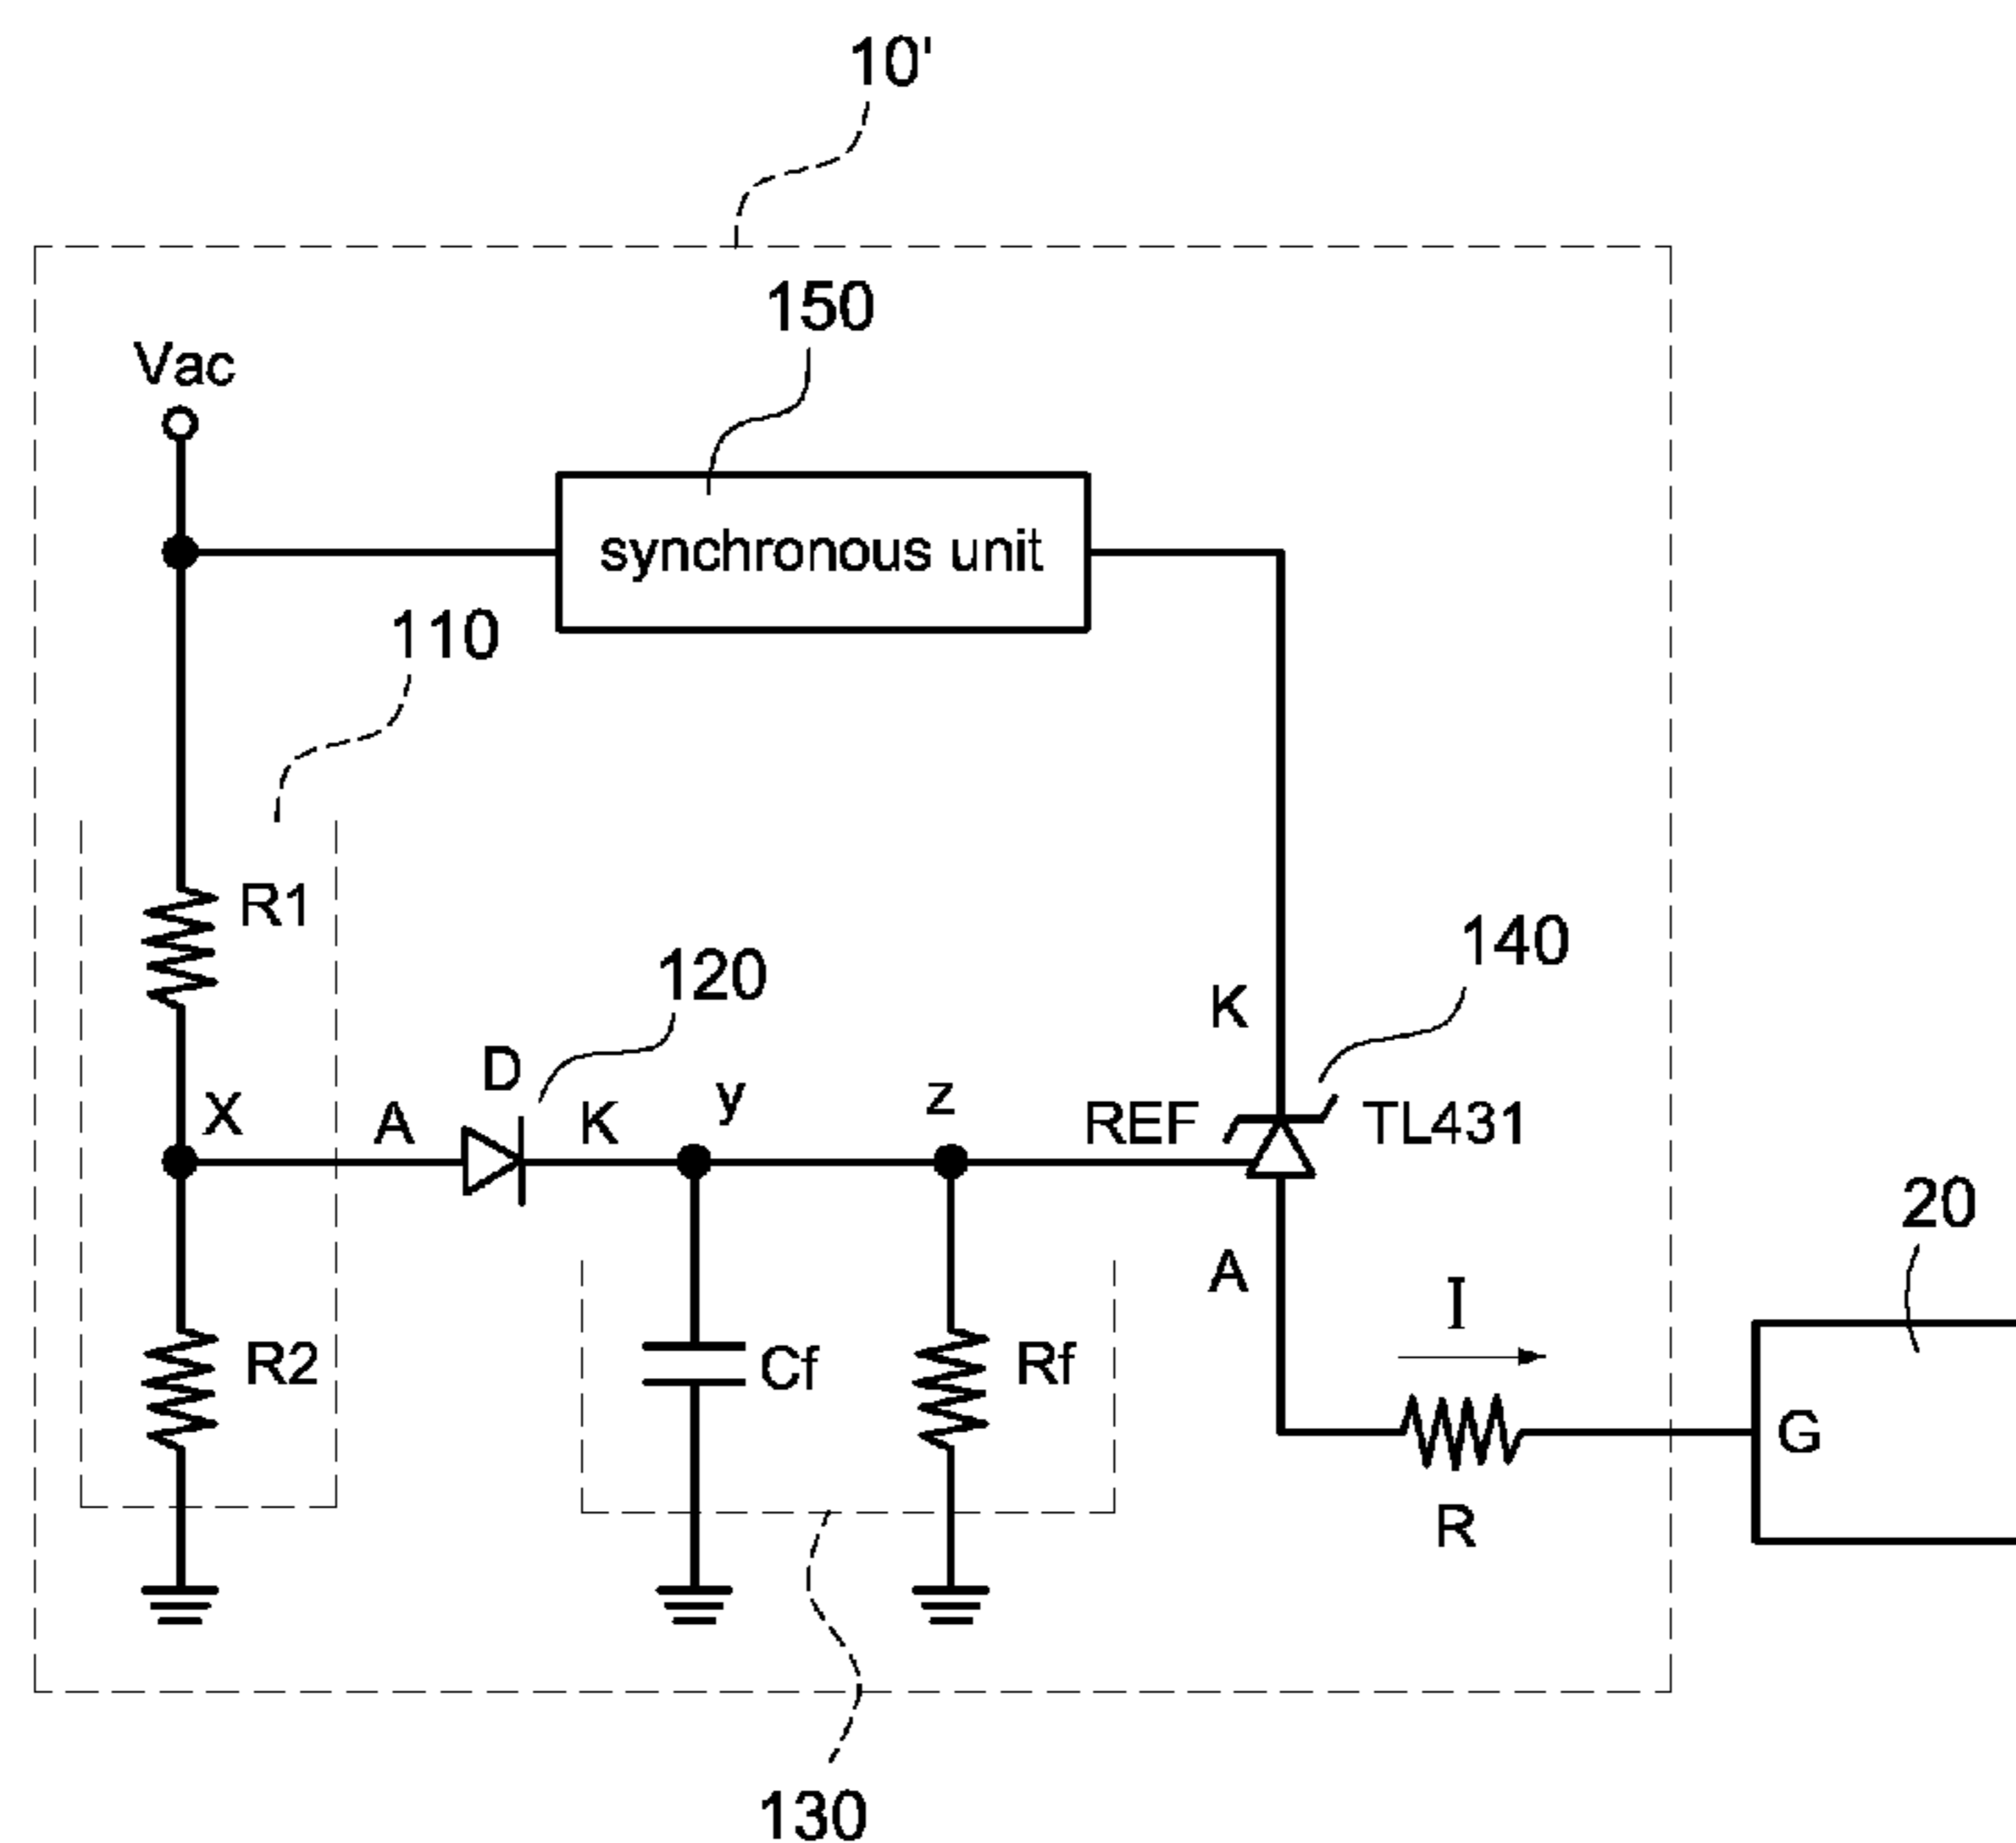 10'
150
Vac
synchronous unit
110
R1
140
120
K
D
X
A
K
y
z
REF
TL431
20
A
I
R2
Cf
Rf
G
R
130